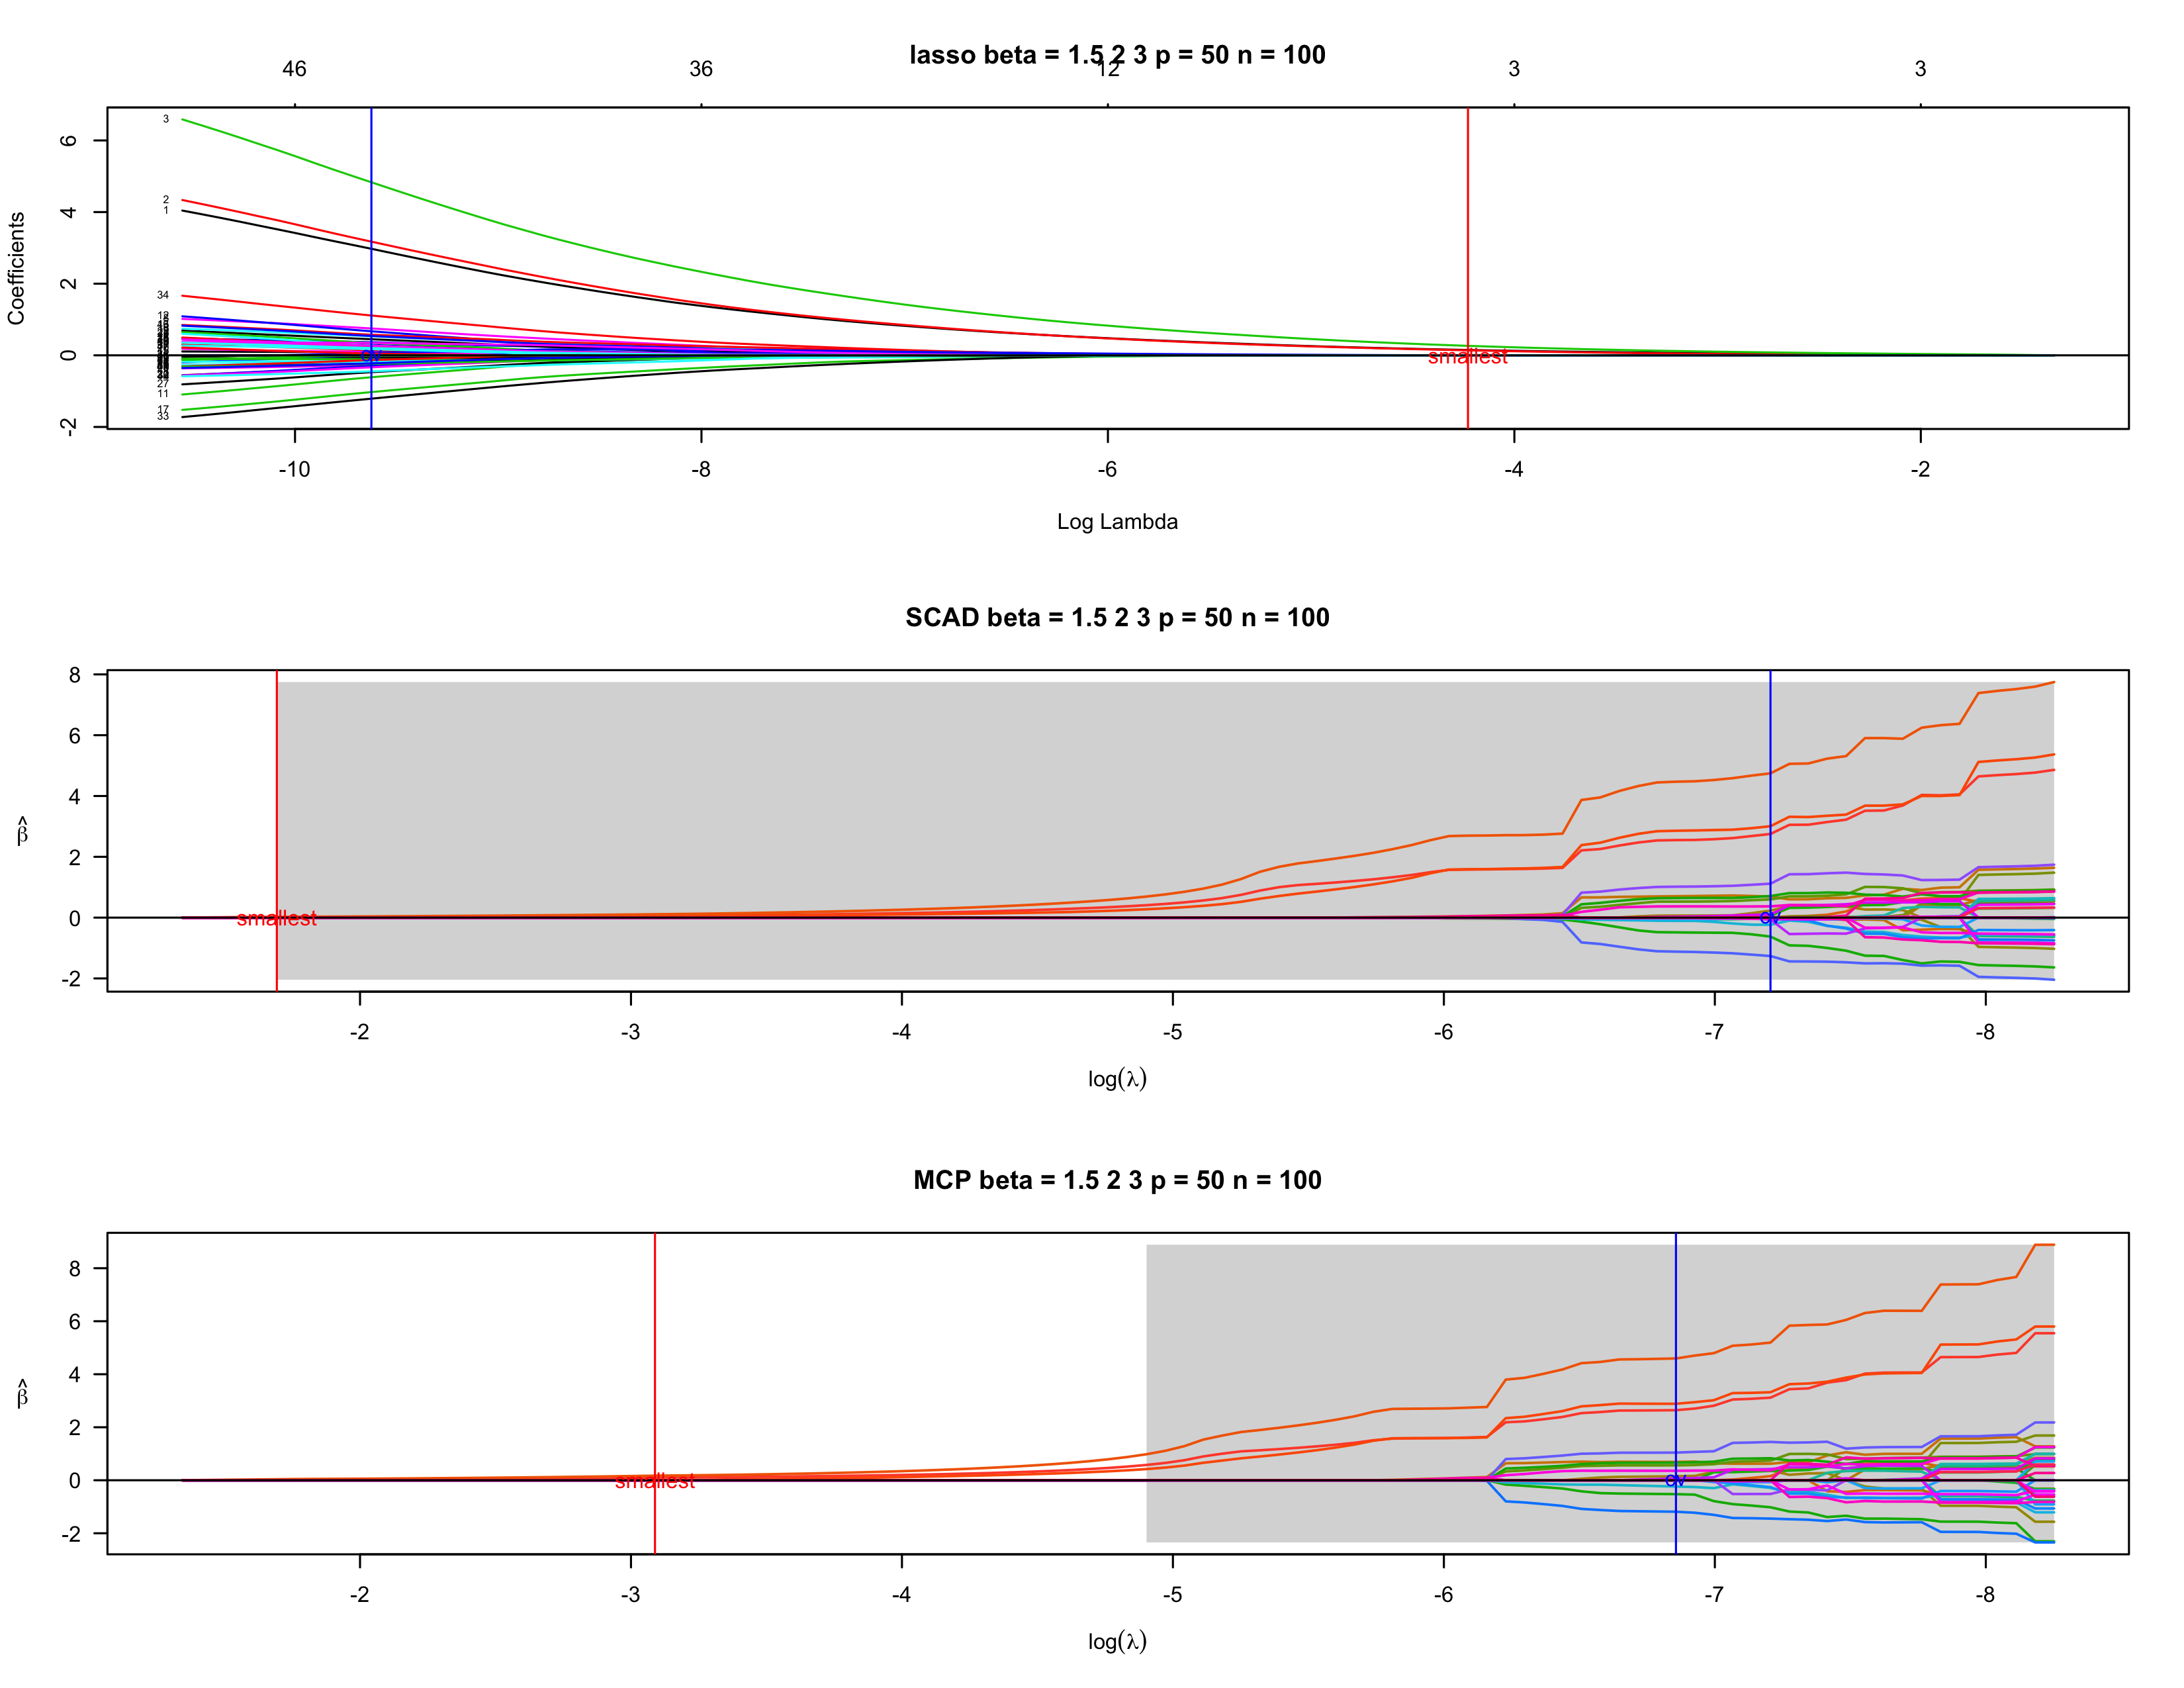 lasso beta = 1.5 2 3 p = 50 n = 100
46 36 12 3 3
Coefficients
6
4
2
0
-2
3
2
1
34
27
11
17
33
cv
smallest
-10 -8 -6 -4 -2
Log Lambda
SCAD beta = 1.5 2 3 p = 50 n = 100
β̂
8
6
4
2
0
-2
smallest
cv
-2 -3 -4 -5 -6 -7 -8
log(λ)
MCP beta = 1.5 2 3 p = 50 n = 100
β̂
8
6
4
2
0
-2
smallest
cv
-2 -3 -4 -5 -6 -7 -8
log(λ)